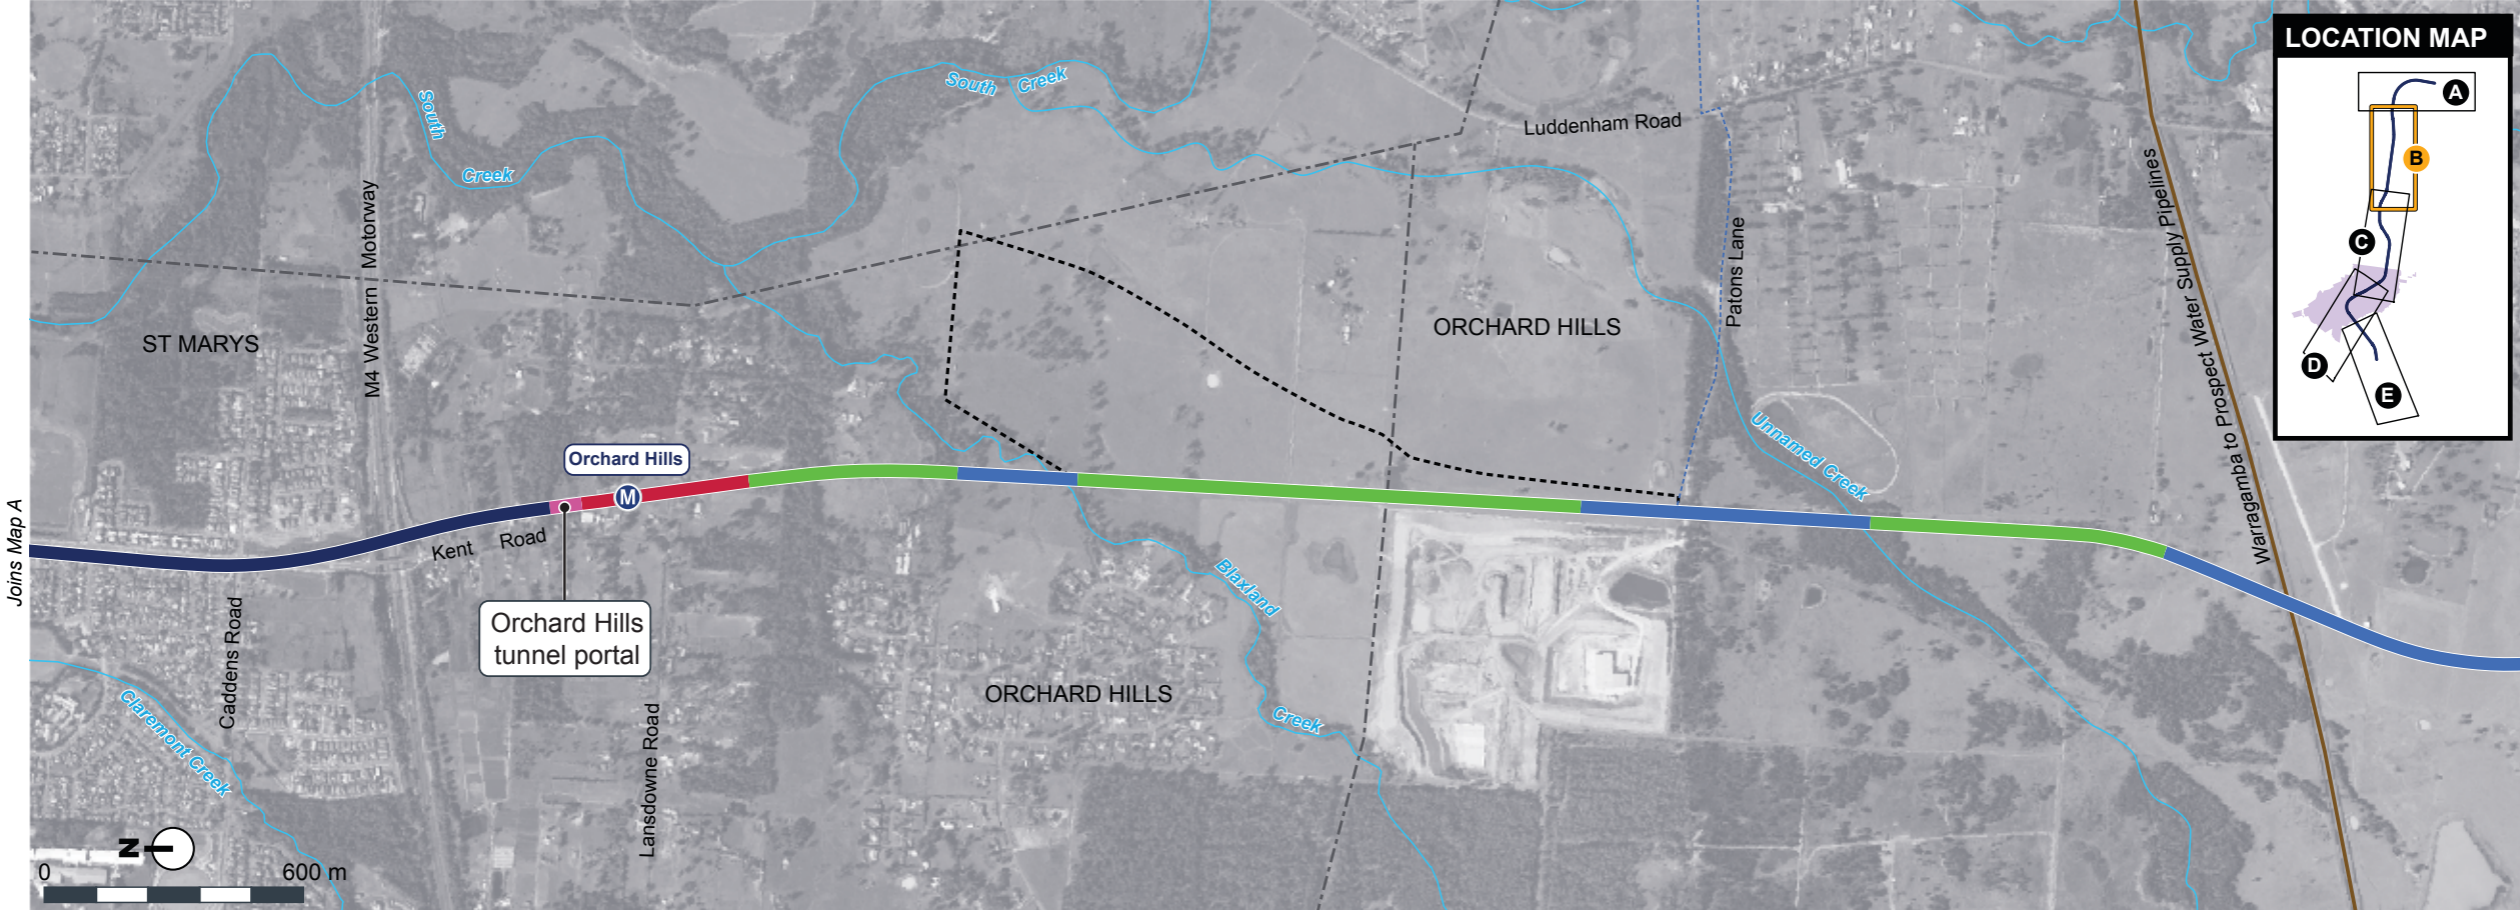 LOCATION MAP
A
B
C
D
E
South
Creek
South
Creek
Luddenham Road
M4 Western Motorway
Patons Lane
Warragamba to Prospect Water Supply Pipelines
ST MARYS
ORCHARD HILLS
Unnamed Creek
Orchard Hills
M
Joins Map A
Kent Road
Orchard Hills
tunnel portal
Caddens Road
Blaxland
Creek
ORCHARD HILLS
Claremont Creek
Lansdowne Road
N
0
600 m